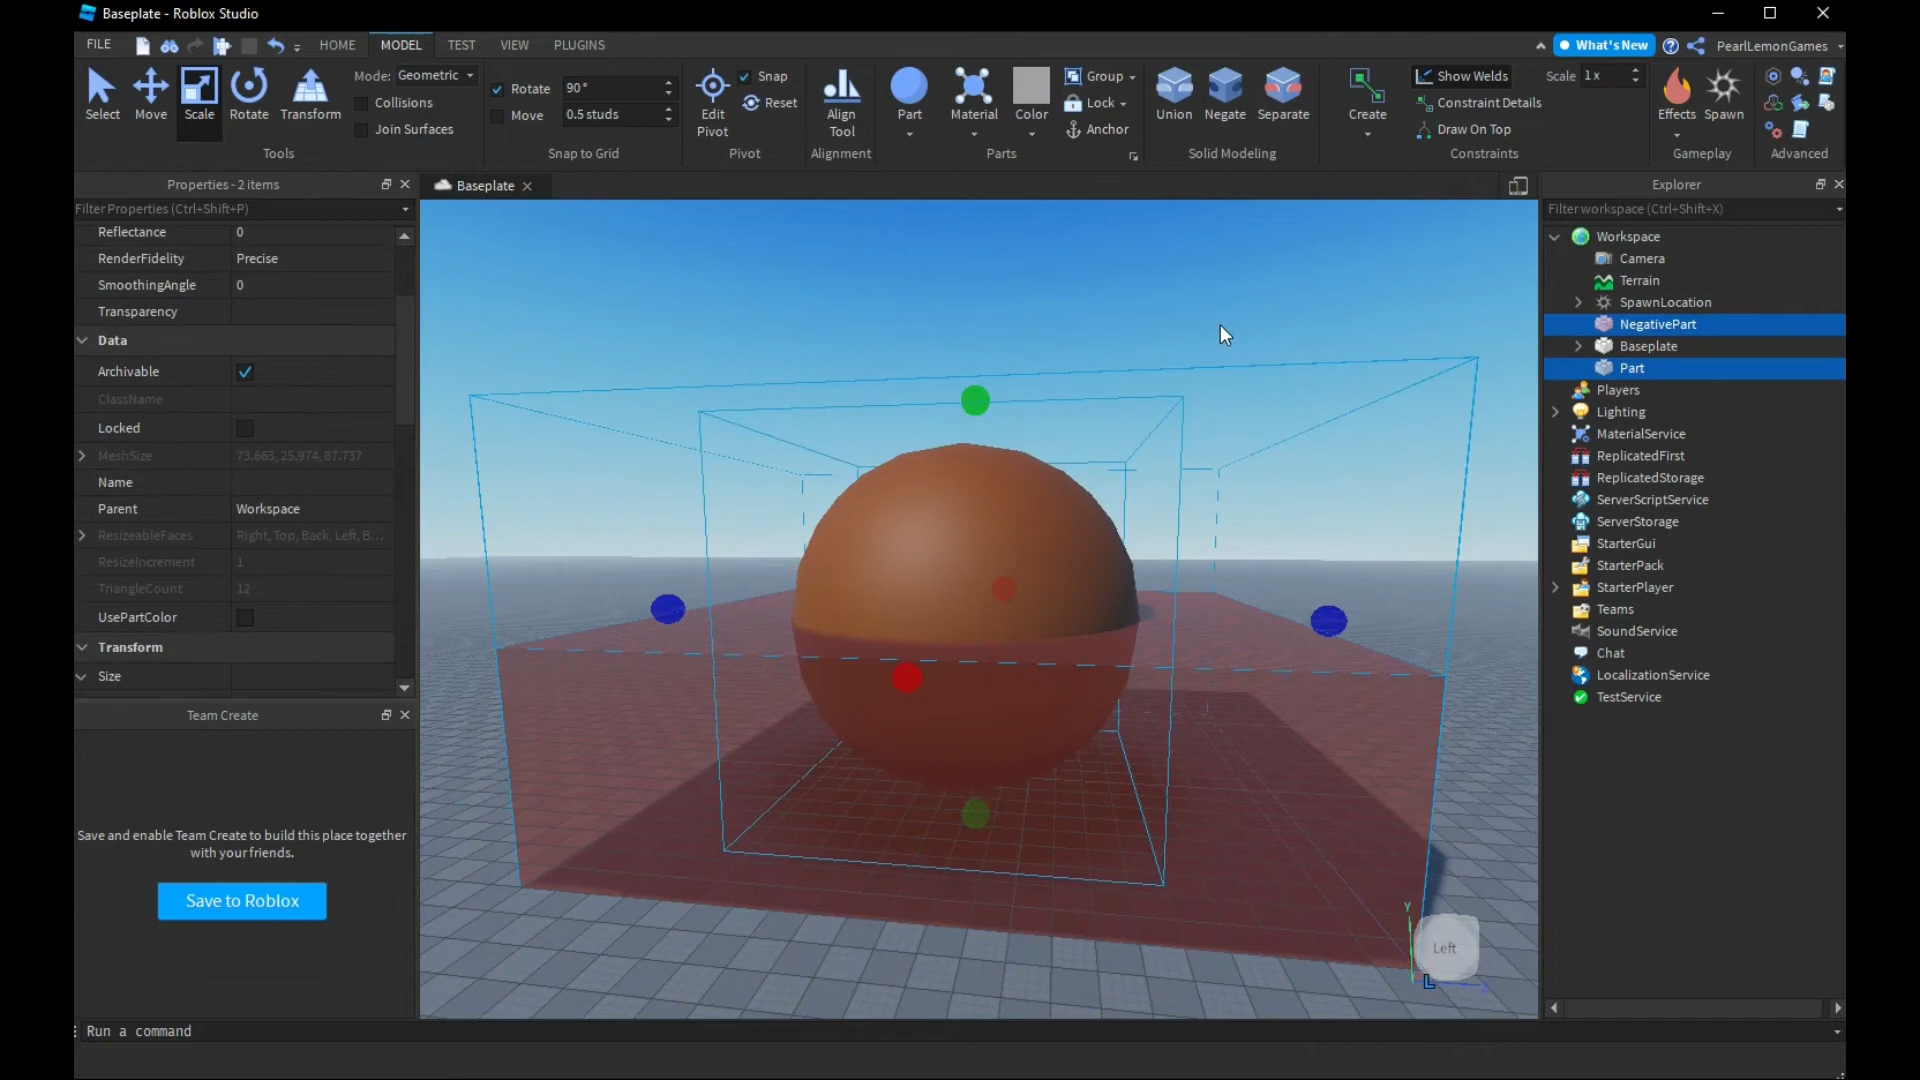 Baseplate - Roblox Studio
FILE
HOME
MODEL
TEST
VIEW
PLUGINS
What's New
PearlLemonGames
Select
Move
Scale
Rotate
Transform
Mode: Geometric
Collisions
Join Surfaces
Tools
Rotate 90°
Move 0.5 studs
Snap to Grid
Edit
Pivot
Snap
Reset
Pivot
Align
Tool
Alignment
Part
Material
Color
Group
Lock
Anchor
Parts
Union
Negate
Separate
Solid Modeling
Create
Show Welds
Constraint Details
Draw On Top
Scale 1 x
Constraints
Effects
Spawn
Gameplay
Advanced
Properties - 2 items
Filter Properties (Ctrl+Shift+P)
Reflectance 0
RenderFidelity Precise
SmoothingAngle 0
Transparency
Data
Archivable
ClassName
Locked
MeshSize 73.663, 25.974, 87.737
Name
Parent Workspace
ResizeableFaces Right, Top, Back, Left, B...
ResizeIncrement 1
TriangleCount 12
UsePartColor
Transform
Size
Team Create
Save and enable Team Create to build this place together
with your friends.
Save to Roblox
Baseplate
Y
Left
Explorer
Filter workspace (Ctrl+Shift+X)
Workspace
Camera
Terrain
SpawnLocation
NegativePart
Baseplate
Part
Players
Lighting
MaterialService
ReplicatedFirst
ReplicatedStorage
ServerScriptService
ServerStorage
StarterGui
StarterPack
StarterPlayer
Teams
SoundService
Chat
LocalizationService
TestService
Run a command